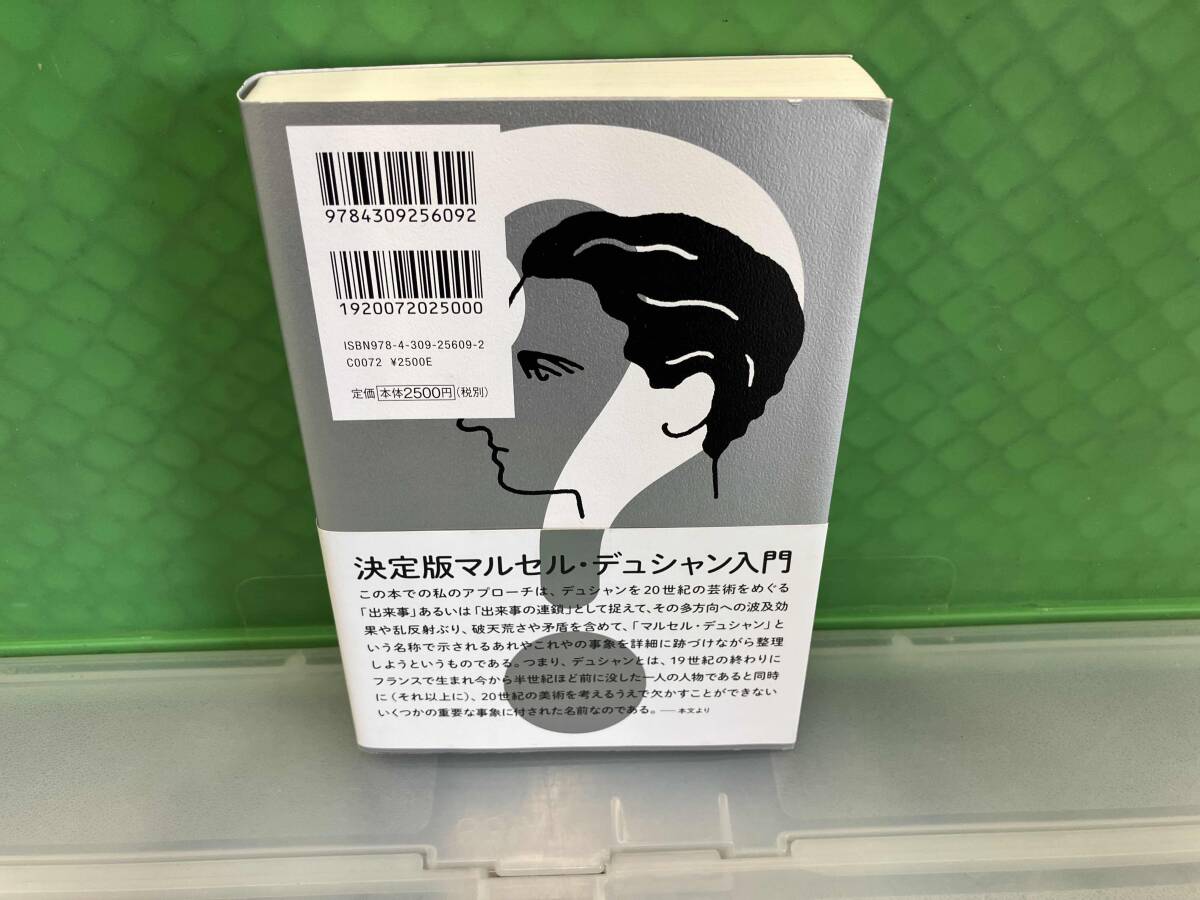 9784309256092
1920072025000
ISBN978-4-309-25609-2
C0072 ¥2500E
定価 本体2500円 (税別)
決定版マルセル・デュシャン入門
この本での私のアプローチは、デュシャンを20世紀の芸術をめぐる
「出来事」あるいは「出来事の連鎖」として捉えて、その多方向への波及効
果や乱反射ぶり、破天荒さや矛盾を含めて、「マルセル・デュシャン」と
いう名称で示されるあれやこれやの事象を詳細に跡づけながら整理
しようというものである。つまり、デュシャンとは、19世紀の終わりに
フランスで生まれ今から半世紀ほど前に没した一人の人物であると同時
に(それ以上に)、20世紀の美術を考えるうえで欠かすことができない
いくつかの重要な事象に付された名前なのである。── 本文より